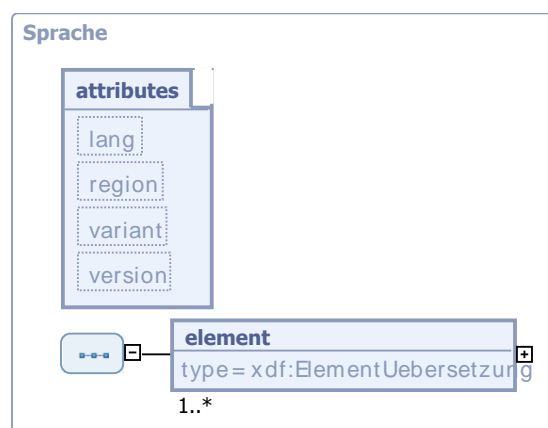 Sprache
attributes
lang
region
variant
version
element
type = xdf:ElementUebersetzung
1..*